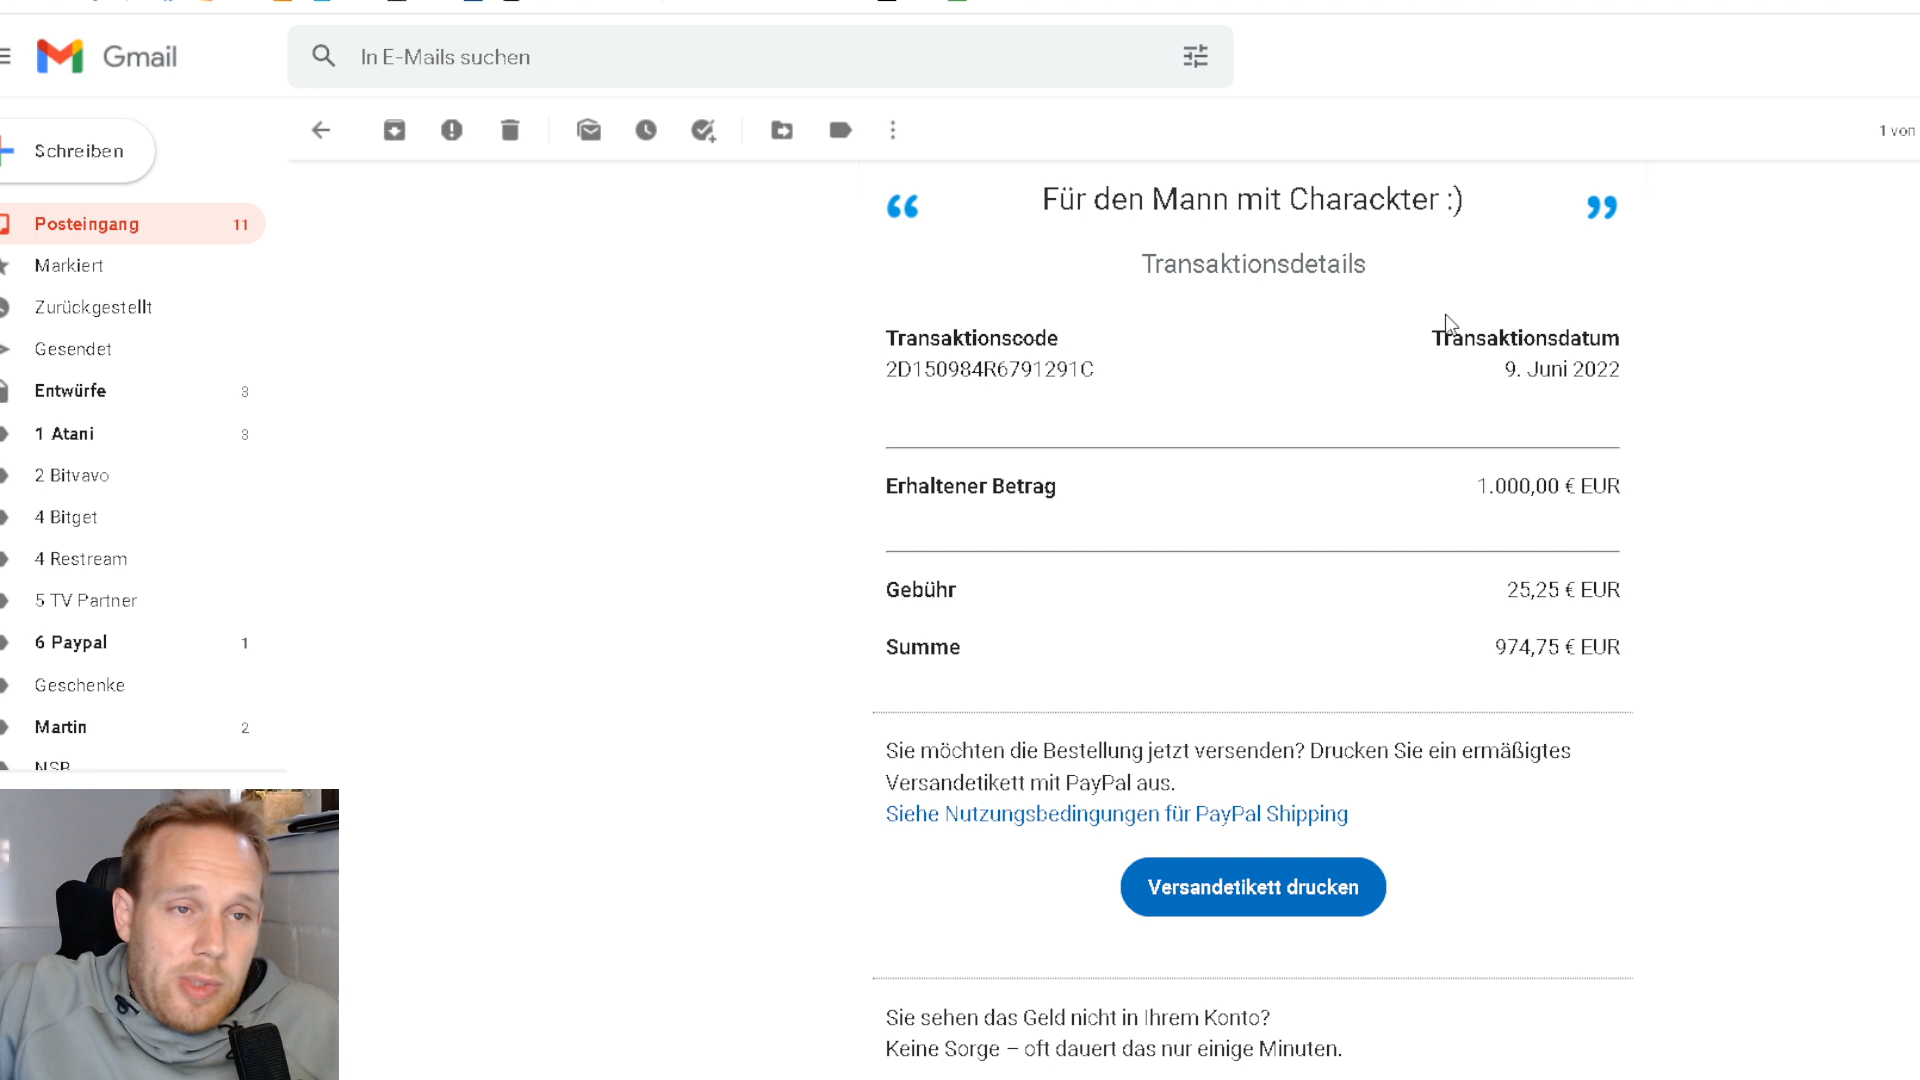 Gmail
In E-Mails suchen
1 von
Schreiben
Posteingang 11
Markiert
Zurückgestellt
Gesendet
Entwürfe 3
1 Atani 3
2 Bitvavo
4 Bitget
4 Restream
5 TV Partner
6 Paypal 1
Geschenke
Martin 2
NSB
“ Für den Mann mit Charackter :) ”
Transaktionsdetails
Transaktionscode Transaktionsdatum
2D150984R6791291C 9. Juni 2022
Erhaltener Betrag 1.000,00 € EUR
Gebühr 25,25 € EUR
Summe 974,75 € EUR
Sie möchten die Bestellung jetzt versenden? Drucken Sie ein ermäßigtes
Versandetikett mit PayPal aus.
Siehe Nutzungsbedingungen für PayPal Shipping
Versandetikett drucken
Sie sehen das Geld nicht in Ihrem Konto?
Keine Sorge – oft dauert das nur einige Minuten.